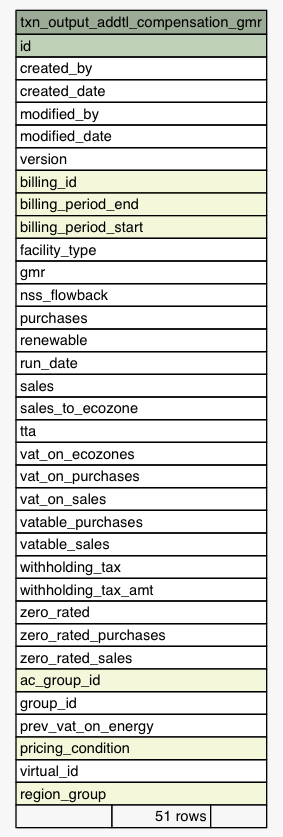 txn_output_addtl_compensation_gmr
id
created_by
created_date
modified_by
modified_date
version
billing_id
billing_period_end
billing_period_start
facility_type
gmr
nss_flowback
purchases
renewable
run_date
sales
sales_to_ecozone
tta
vat_on_ecozones
vat_on_purchases
vat_on_sales
vatable_purchases
vatable_sales
withholding_tax
withholding_tax_amt
zero_rated
zero_rated_purchases
zero_rated_sales
ac_group_id
group_id
prev_vat_on_energy
pricing_condition
virtual_id
region_group
51 rows